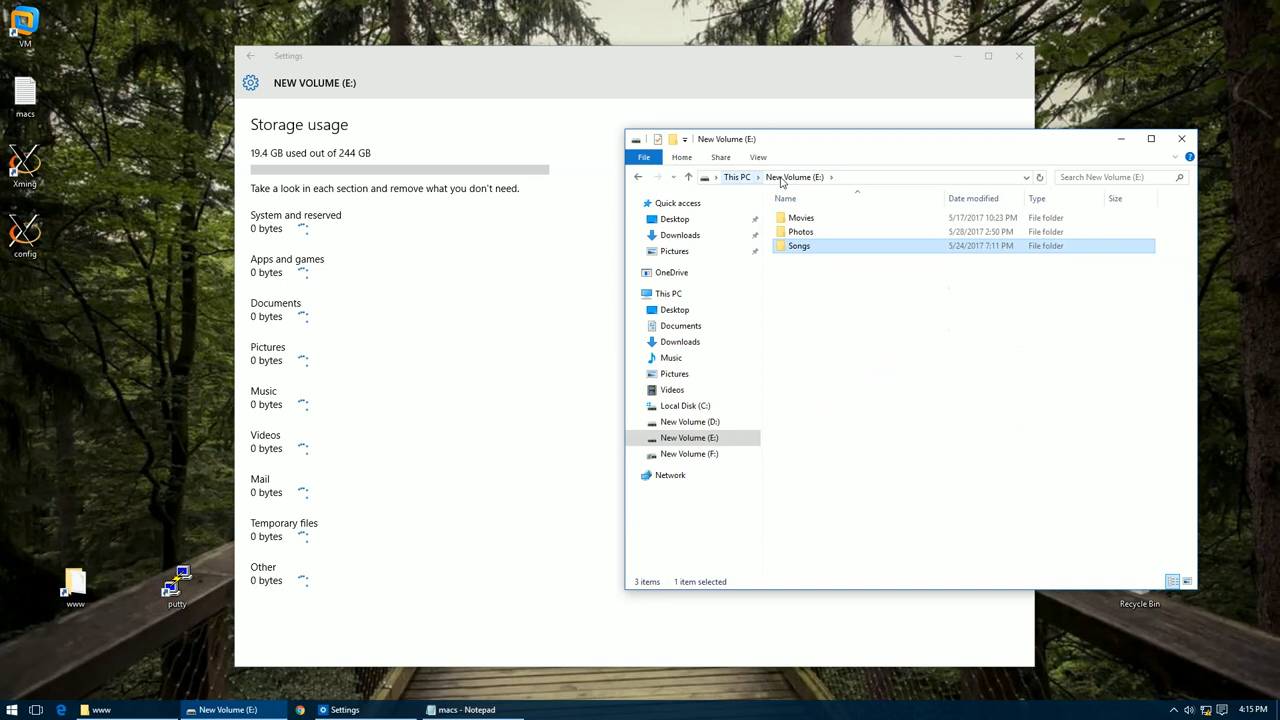 VM
macs
Xming
config
www
putty
Recycle Bin
Settings
NEW VOLUME (E:)
Storage usage
19.4 GB used out of 244 GB
Take a look in each section and remove what you don't need.
System and reserved
0 bytes
Apps and games
0 bytes
Documents
0 bytes
Pictures
0 bytes
Music
0 bytes
Videos
0 bytes
Mail
0 bytes
Temporary files
0 bytes
Other
0 bytes
New Volume (E:)
File Home Share View
This PC New Volume (E:) Search New Volume (E:)
Name Date modified Type Size
Movies 5/17/2017 10:23 PM File folder
Photos 5/28/2017 2:50 PM File folder
Songs 5/24/2017 7:11 PM File folder
Quick access
Desktop
Downloads
Pictures
OneDrive
This PC
Desktop
Documents
Downloads
Music
Pictures
Videos
Local Disk (C:)
New Volume (D:)
New Volume (E:)
New Volume (F:)
Network
3 items 1 item selected
www New Volume (E:) Settings macs - Notepad 4:15 PM